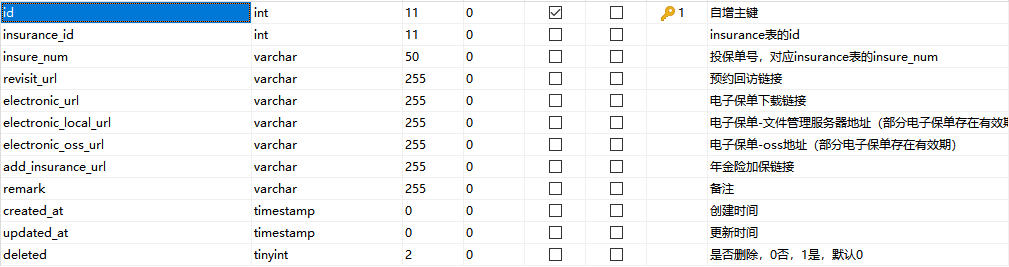 id int 11 0 1 自增主键
insurance_id int 11 0 insurance表的id
insure_num varchar 50 0 投保单号，对应insurance表的insure_num
revisit_url varchar 255 0 预约回访链接
electronic_url varchar 255 0 电子保单下载链接
electronic_local_url varchar 255 0 电子保单-文件管理服务器地址（部分电子保单存在有效期
electronic_oss_url varchar 255 0 电子保单-oss地址（部分电子保单存在有效期）
add_insurance_url varchar 255 0 年金险加保链接
remark varchar 255 0 备注
created_at timestamp 0 0 创建时间
updated_at timestamp 0 0 更新时间
deleted tinyint 2 0 是否删除，0否，1是，默认0